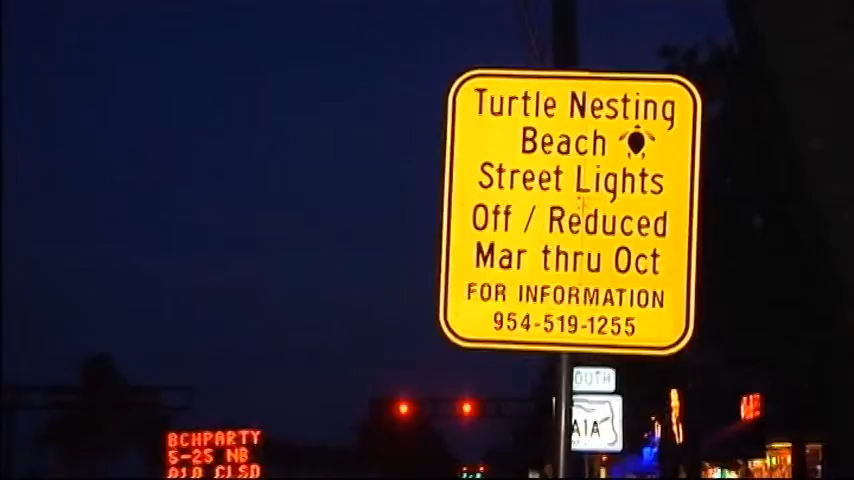 Turtle Nesting
Beach
Street Lights
Off / Reduced
Mar thru Oct
FOR INFORMATION
954-519-1255
OUTH
A1A
BCHPARTY
5-25 NB
A1A CLSD